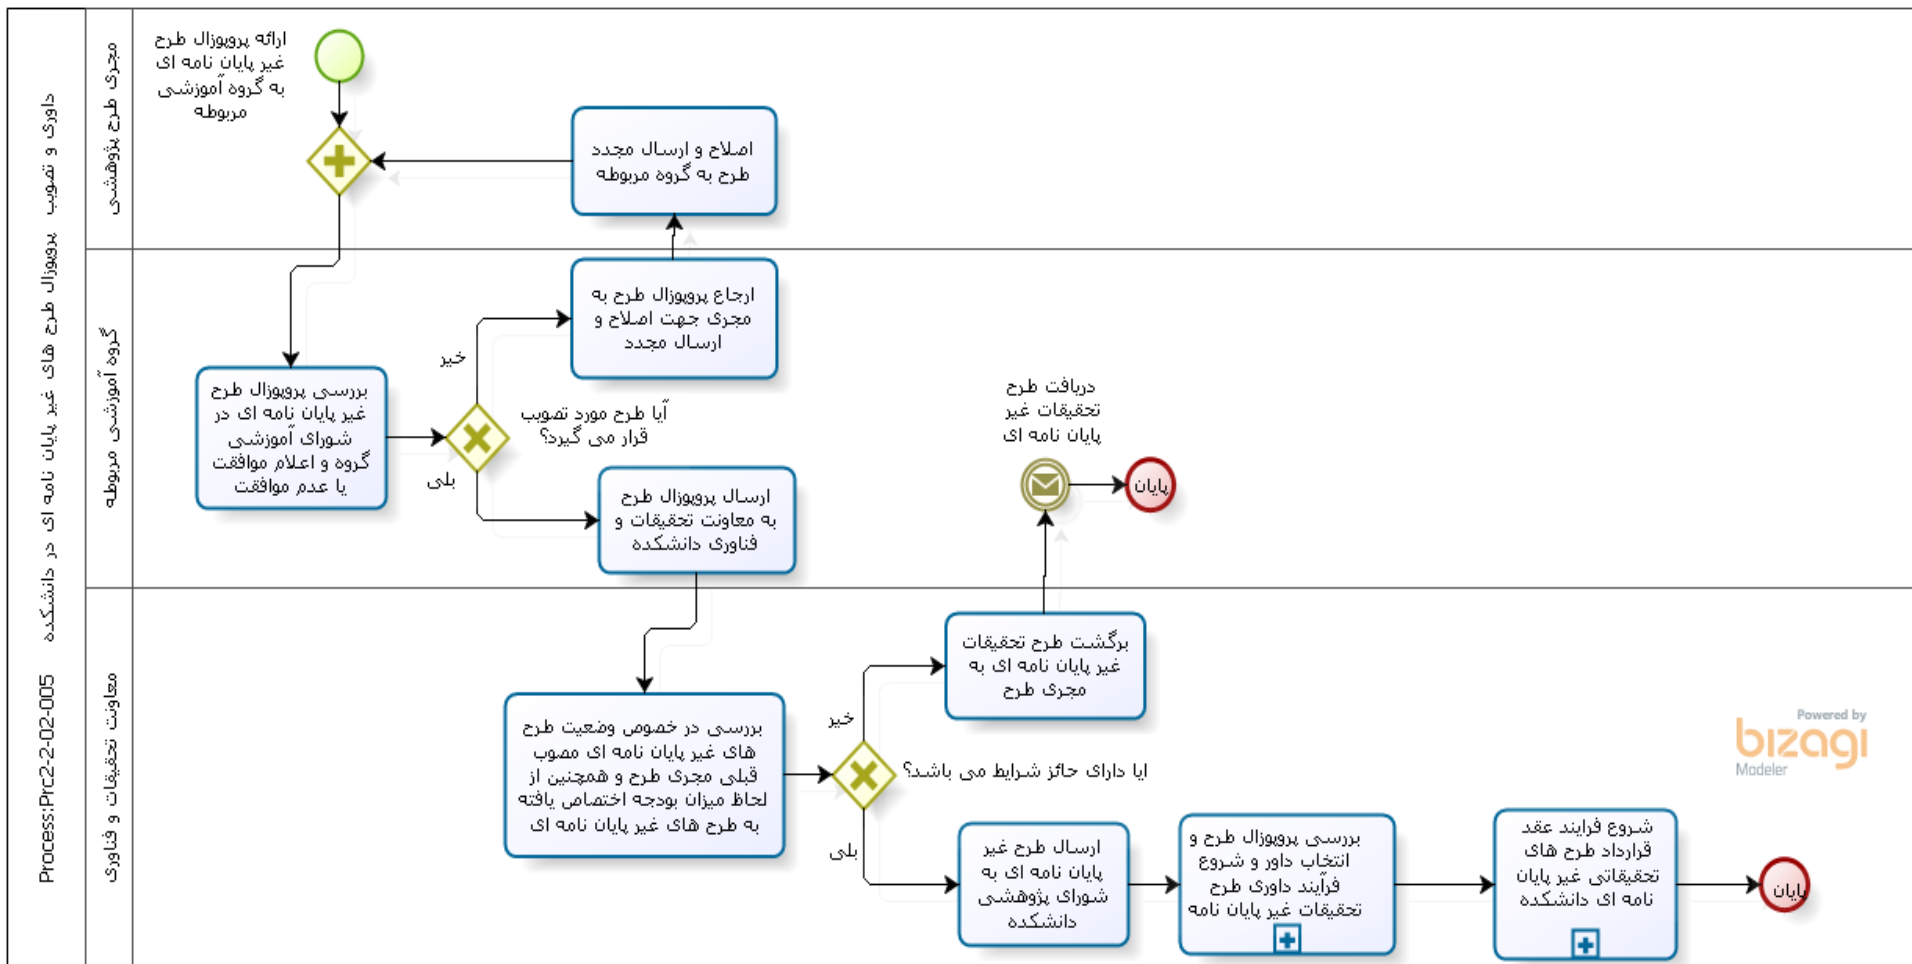 داوری و تصویب پروپوزال طرح های غیر پایان نامه ای در دانشکده
Process:Prc2-2-02-005
مجری طرح پژوهشی
ارائه پروپوزال طرح
غیر پایان نامه ای
به گروه آموزشی
مربوطه
اصلاح و ارسال مجدد
طرح به گروه مربوطه
گروه آموزشی مربوطه
ارجاع پروپوزال طرح به
مجری جهت اصلاح و
ارسال مجدد
خیر
بررسی پروپوزال طرح
غیر پایان نامه ای در
شورای آموزشی
گروه و اعلام موافقت
یا عدم موافقت
آیا طرح مورد تصویب
قرار می گیرد؟
بلی
ارسال پروپوزال طرح
به معاونت تحقیقات و
فناوری دانشکده
دریافت طرح
تحقیقات غیر
پایان نامه ای
پایان
معاونت تحقیقات و فناوری
برگشت طرح تحقیقات
غیر پایان نامه ای به
مجری طرح
خیر
بررسی در خصوص وضعیت طرح
های غیر پایان نامه ای مصوب
قبلی مجری طرح و همچنین از
لحاظ میزان بودجه اختصاص یافته
به طرح های غیر پایان نامه ای
ایا دارای حائز شرایط می باشد؟
بلی
ارسال طرح غیر
پایان نامه ای به
شورای پژوهشی
دانشکده
بررسی پروپوزال طرح و
انتخاب داور و شروع
فرآیند داوری طرح
تحقیقات غیر پایان نامه
شروع فرایند عقد
قرارداد طرح های
تحقیقاتی غیر پایان
نامه ای دانشکده
پایان
Powered by
bizagi
Modeler